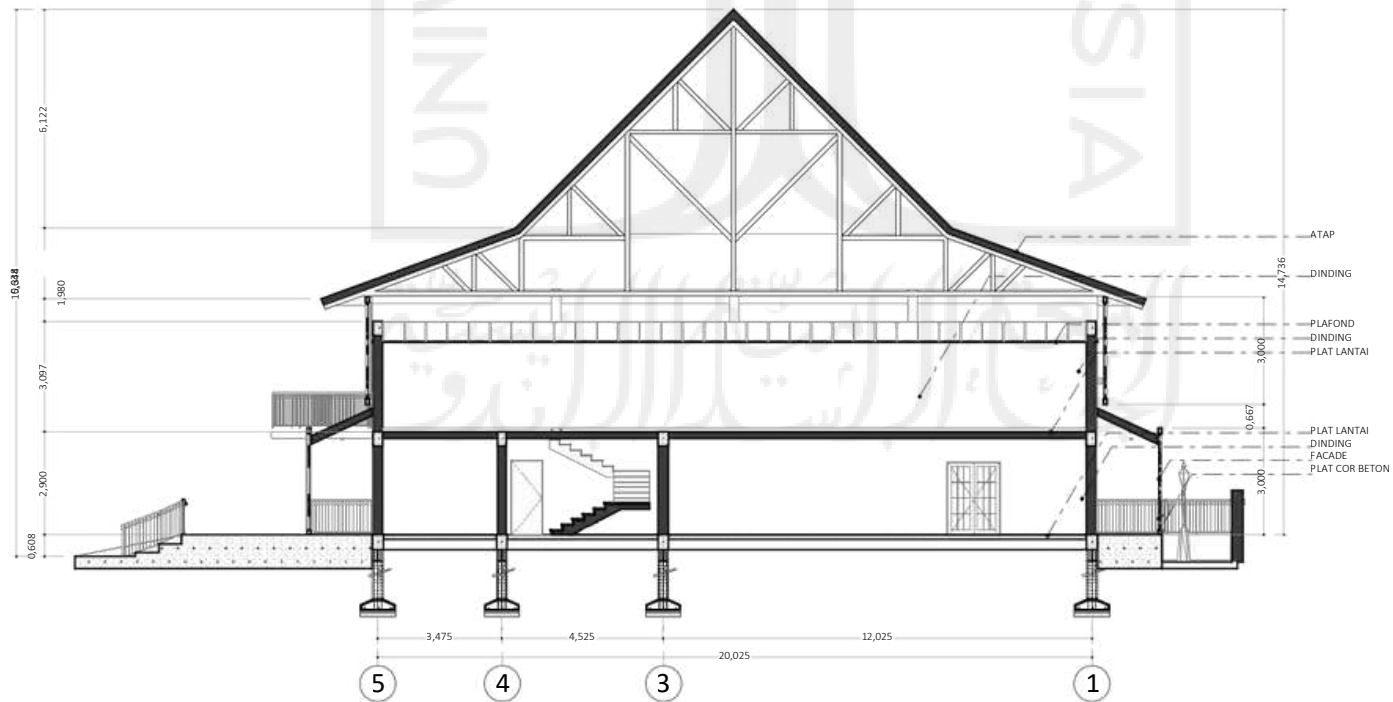 6,122
1,980
3,097
2,900
0,608
14,736
3,000
0,667
3,000
ATAP
DINDING
PLAFOND
DINDING
PLAT LANTAI
PLAT LANTAI
DINDING
FACADE
PLAT COR BETON
3,475
4,525
12,025
20,025
5
4
3
1